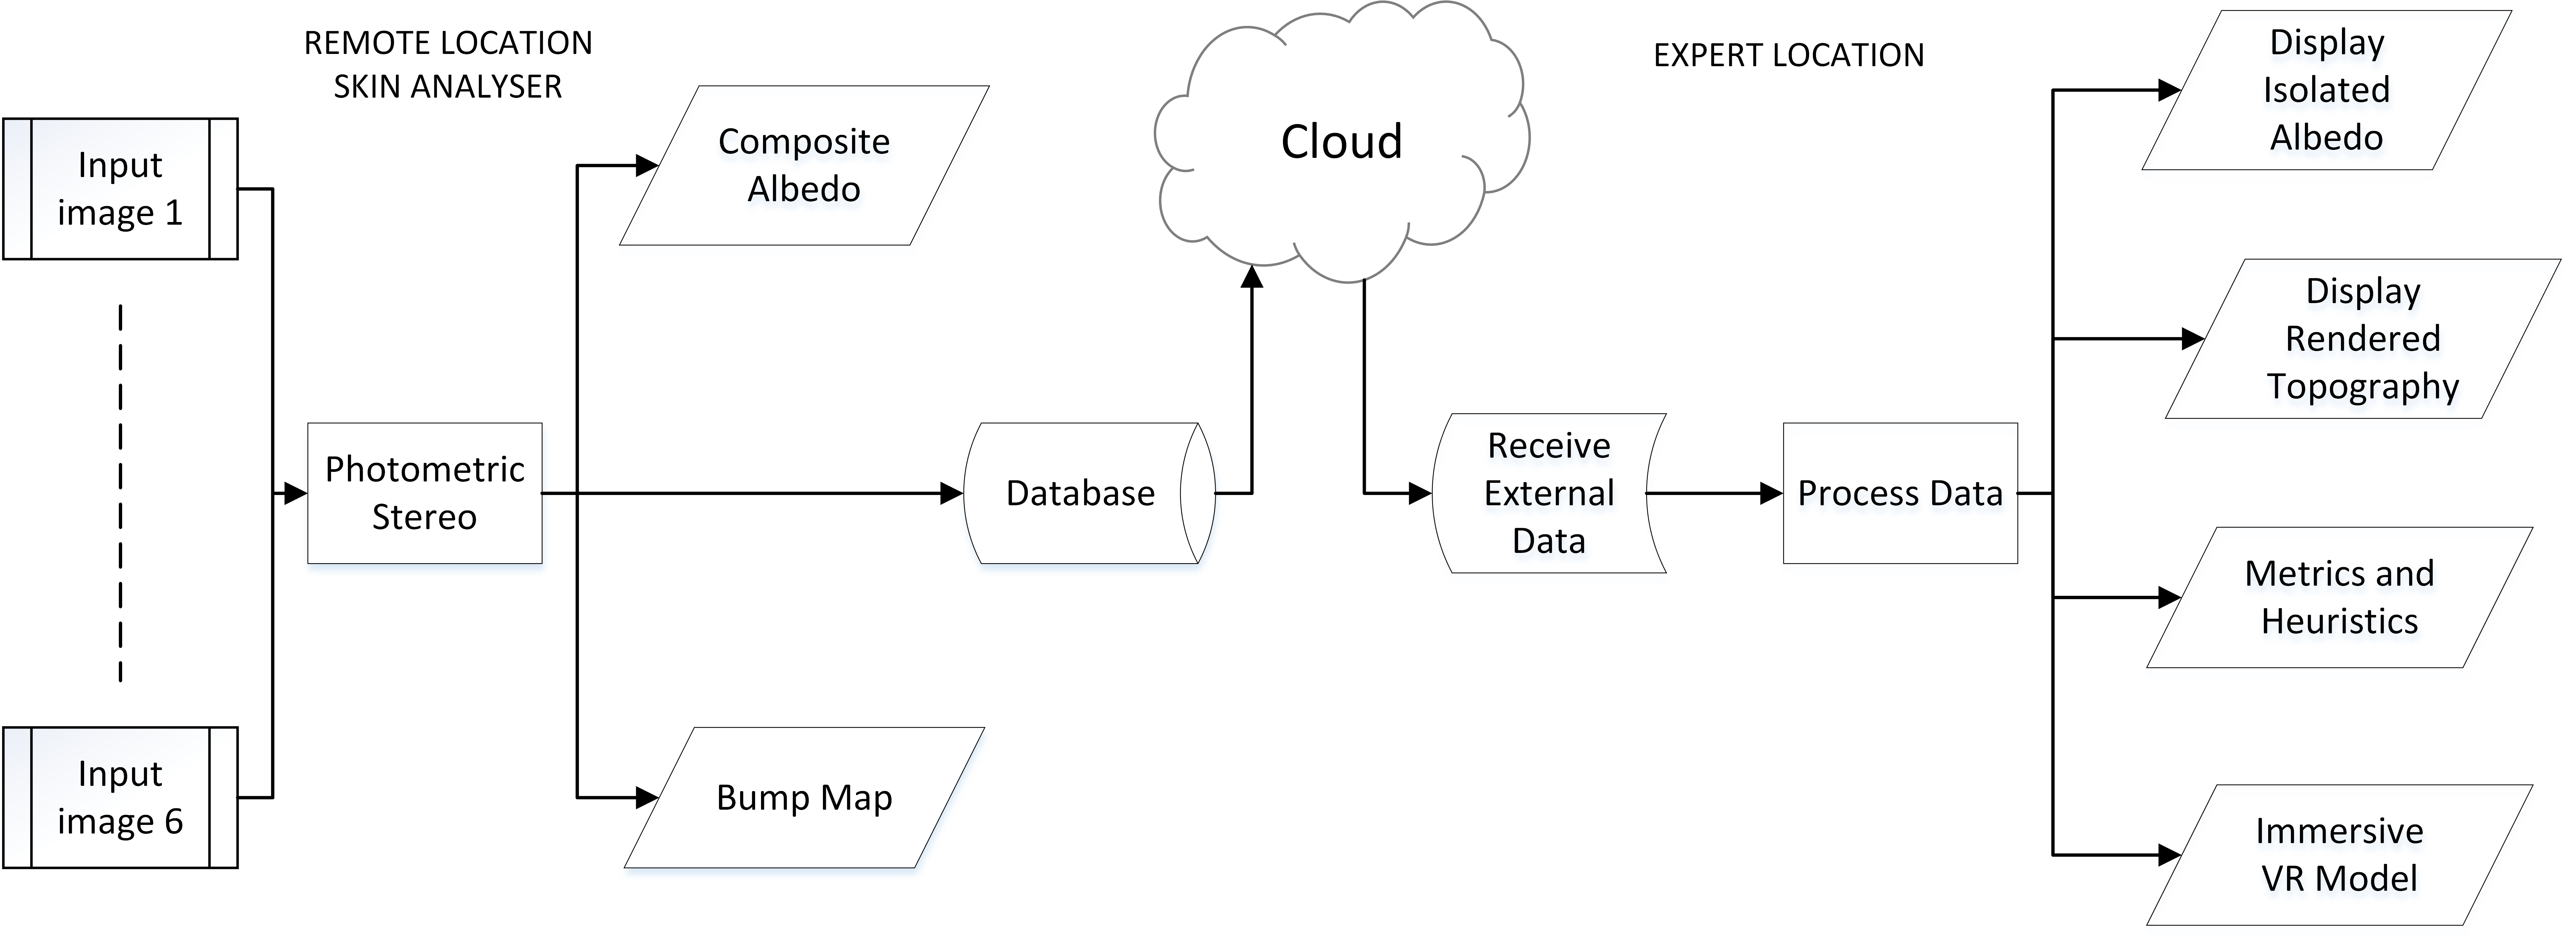 REMOTE LOCATION
SKIN ANALYSER
Input
image 1
Input
image 6
Photometric
Stereo
Composite
Albedo
Bump Map
Database
Cloud
EXPERT LOCATION
Receive
External
Data
Process Data
Display
Isolated
Albedo
Display
Rendered
Topography
Metrics and
Heuristics
Immersive
VR Model